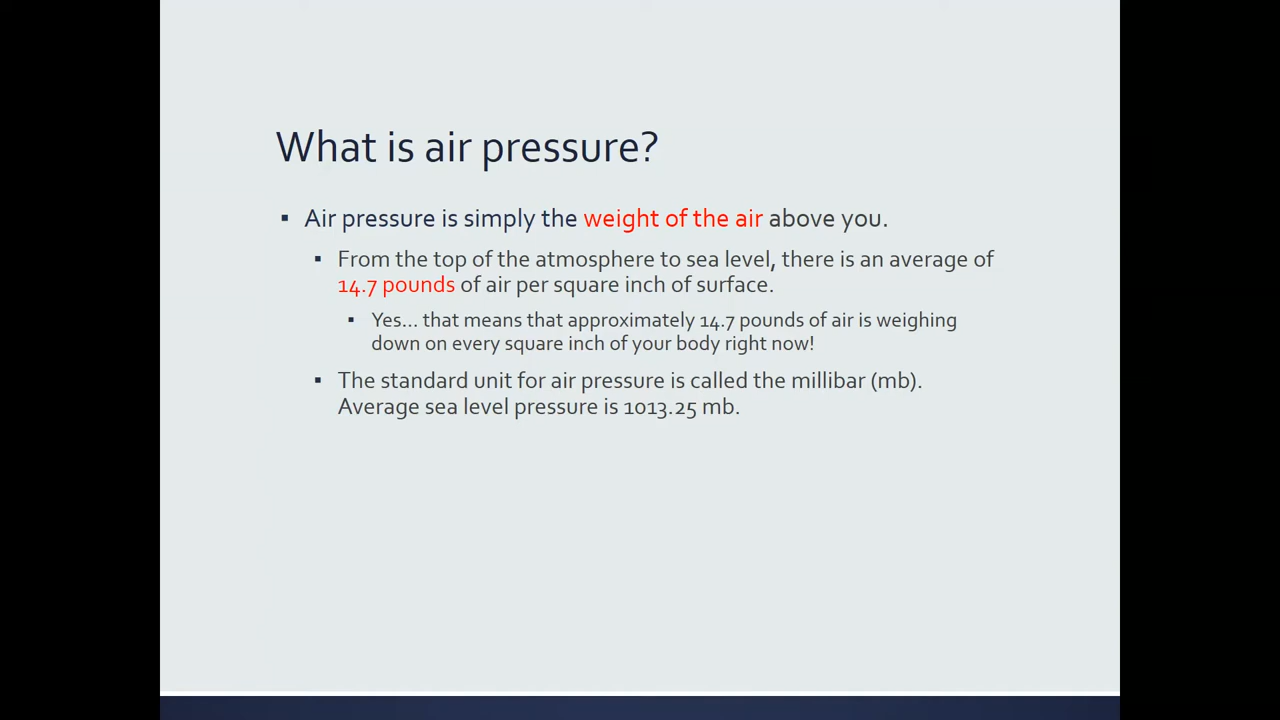 What is air pressure?
▪ Air pressure is simply the weight of the air above you.
▪ From the top of the atmosphere to sea level, there is an average of
14.7 pounds of air per square inch of surface.
▪ Yes... that means that approximately 14.7 pounds of air is weighing
down on every square inch of your body right now!
▪ The standard unit for air pressure is called the millibar (mb).
Average sea level pressure is 1013.25 mb.